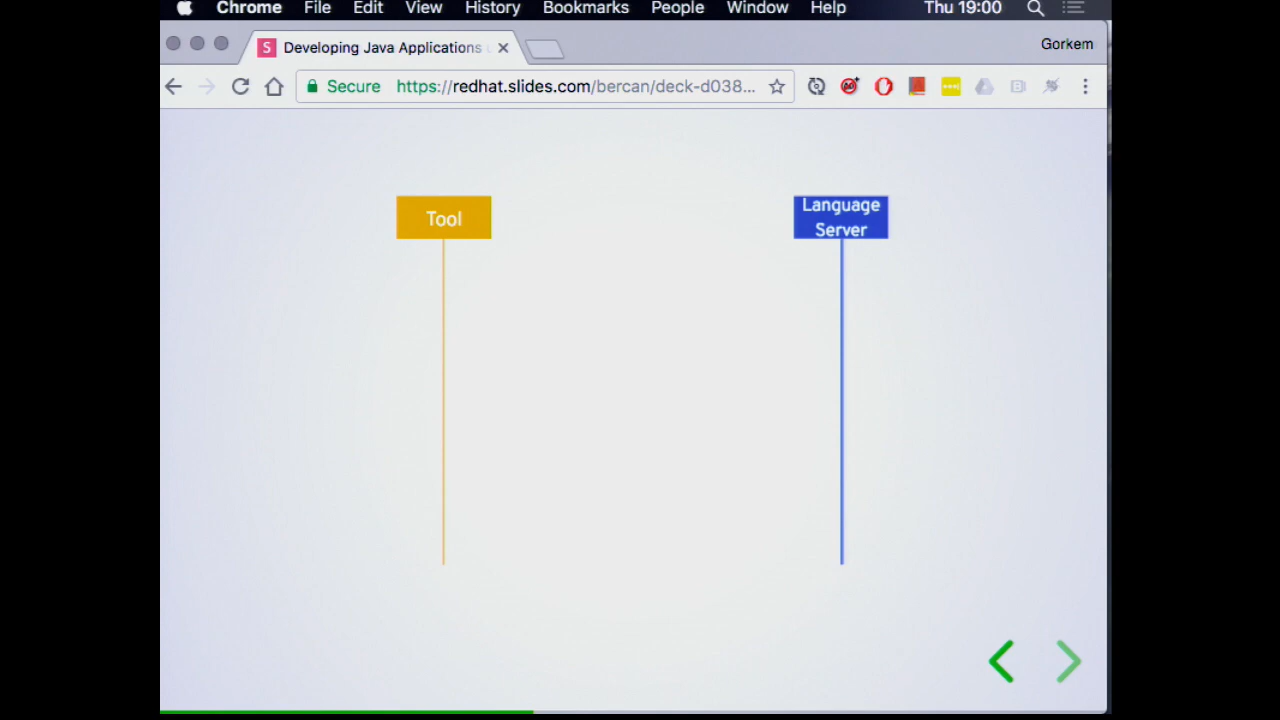 Chrome File Edit View History Bookmarks People Window Help Thu 19:00
S Developing Java Applications
Gorkem
Secure https://redhat.slides.com/bercan/deck-d038...
Tool
Language
Server